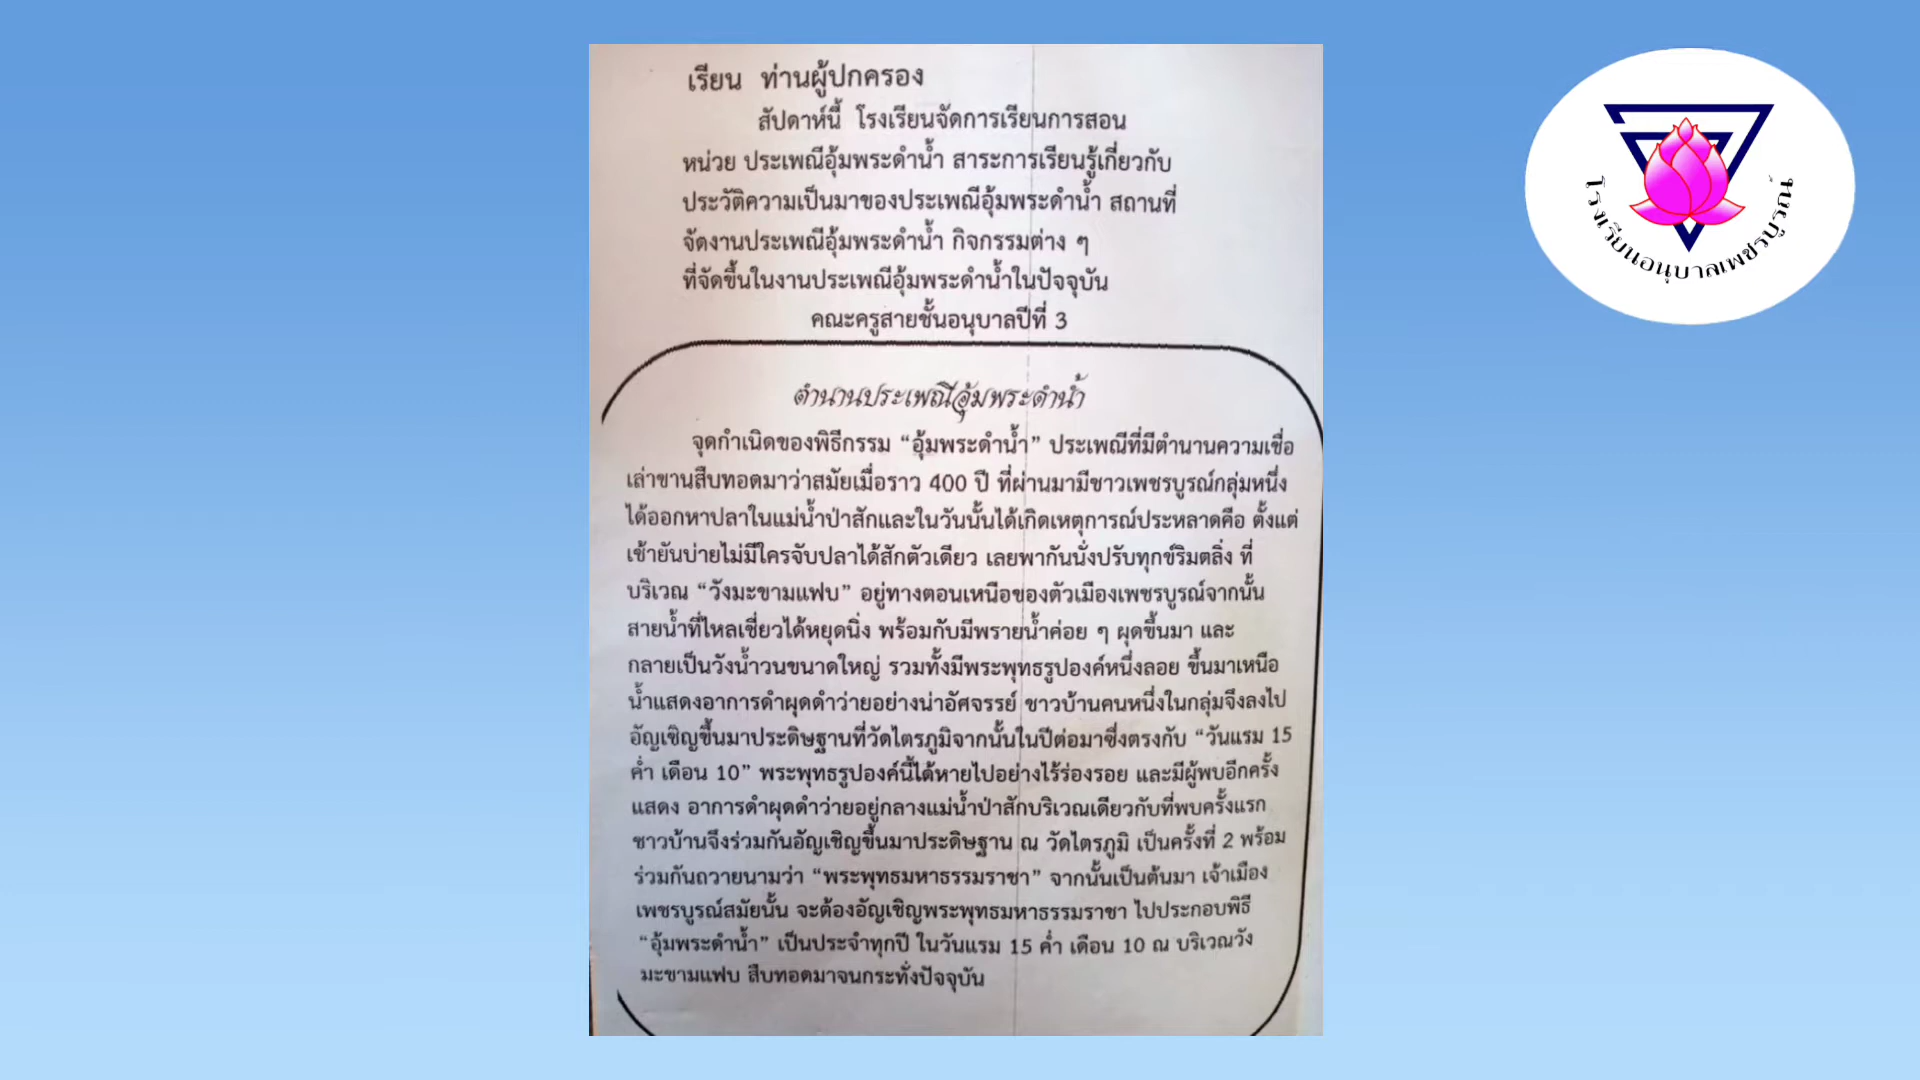 เรียน ท่านผู้ปกครอง
สัปดาห์นี้ โรงเรียนจัดการเรียนการสอน
หน่วย ประเพณีอุ้มพระดำน้ำ สาระการเรียนรู้เกี่ยวกับ
ประวัติความเป็นมาของประเพณีอุ้มพระดำน้ำ สถานที่
จัดงานประเพณีอุ้มพระดำน้ำ กิจกรรมต่าง ๆ
ที่จัดขึ้นในงานประเพณีอุ้มพระดำน้ำในปัจจุบัน
คณะครูสายชั้นอนุบาลปีที่ 3
ตำนานประเพณีอุ้มพระดำน้ำ
จุดกำเนิดของพิธีกรรม “อุ้มพระดำน้ำ” ประเพณีที่มีตำนานความเชื่อ
เล่าขานสืบทอดมาว่าสมัยเมื่อราว 400 ปี ที่ผ่านมามีชาวเพชรบูรณ์กลุ่มหนึ่ง
ได้ออกหาปลาในแม่น้ำป่าสักและในวันนั้นได้เกิดเหตุการณ์ประหลาดคือ ตั้งแต่
เช้ายันบ่ายไม่มีใครจับปลาได้สักตัวเดียว เลยพากันนั่งปรับทุกข์ริมตลิ่ง ที่
บริเวณ “วังมะขามแฟบ” อยู่ทางตอนเหนือของตัวเมืองเพชรบูรณ์จากนั้น
สายน้ำที่ไหลเชี่ยวได้หยุดนิ่ง พร้อมกับมีพรายน้ำค่อย ๆ ผุดขึ้นมา และ
กลายเป็นวังน้ำวนขนาดใหญ่ รวมทั้งมีพระพุทธรูปองค์หนึ่งลอย ขึ้นมาเหนือ
น้ำแสดงอาการดำผุดดำว่ายอย่างน่าอัศจรรย์ ชาวบ้านคนหนึ่งในกลุ่มจึงลงไป
อัญเชิญขึ้นมาประดิษฐานที่วัดไตรภูมิจากนั้นในปีต่อมาซึ่งตรงกับ “วันแรม 15
ค่ำ เดือน 10” พระพุทธรูปองค์นี้ได้หายไปอย่างไร้ร่องรอย และมีผู้พบอีกครั้ง
แสดง อาการดำผุดดำว่ายอยู่กลางแม่น้ำป่าสักบริเวณเดียวกับที่พบครั้งแรก
ชาวบ้านจึงร่วมกันอัญเชิญขึ้นมาประดิษฐาน ณ วัดไตรภูมิ เป็นครั้งที่ 2 พร้อม
ร่วมกันถวายนามว่า “พระพุทธมหาธรรมราชา” จากนั้นเป็นต้นมา เจ้าเมือง
เพชรบูรณ์สมัยนั้น จะต้องอัญเชิญพระพุทธมหาธรรมราชา ไปประกอบพิธี
“อุ้มพระดำน้ำ” เป็นประจำทุกปี ในวันแรม 15 ค่ำ เดือน 10 ณ บริเวณวัง
มะขามแฟบ สืบทอดมาจนกระทั่งปัจจุบัน
โรงเรียนอนุบาลเพชรบูรณ์